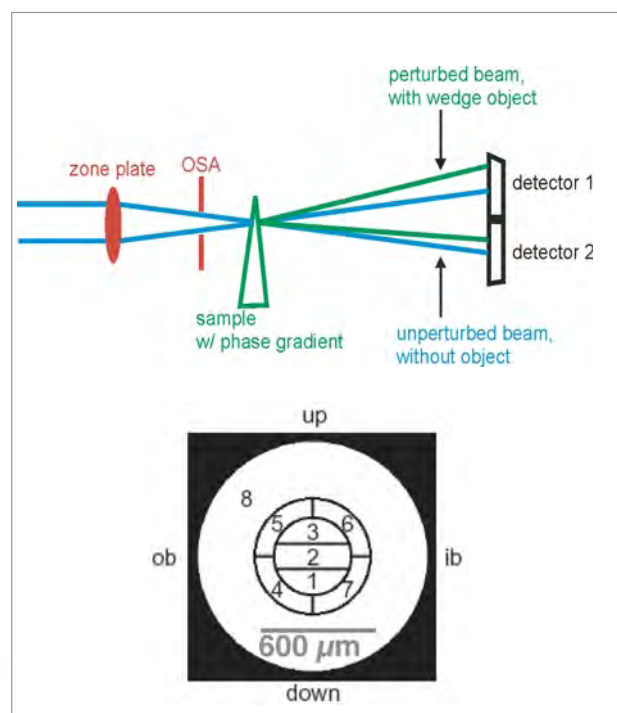 perturbed beam,
with wedge object
zone plate
OSA
detector 1
detector 2
sample
w/ phase gradient
unperturbed beam,
without object
up
8
5 3 6
ob 2 ib
4 1 7
600 µm
down